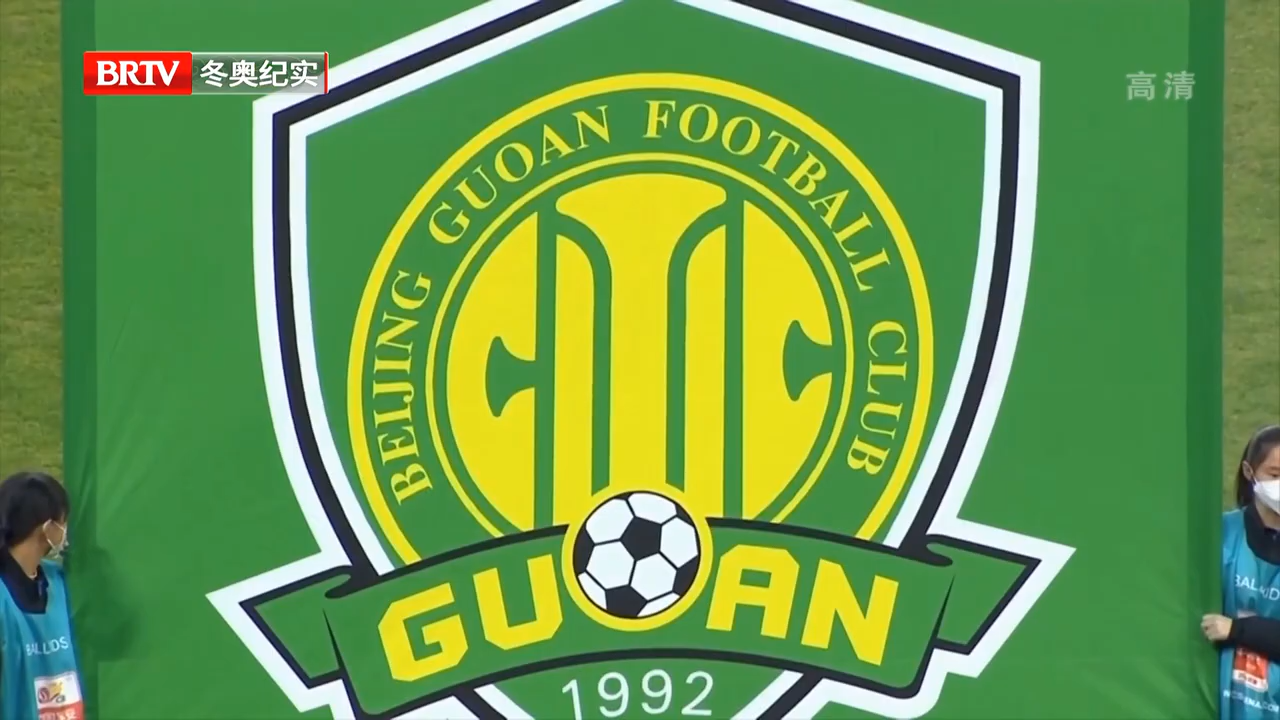 BRTV 冬奥纪实
高清
BEIJING GUOAN FOOTBALL CLUB
GUOAN
1992